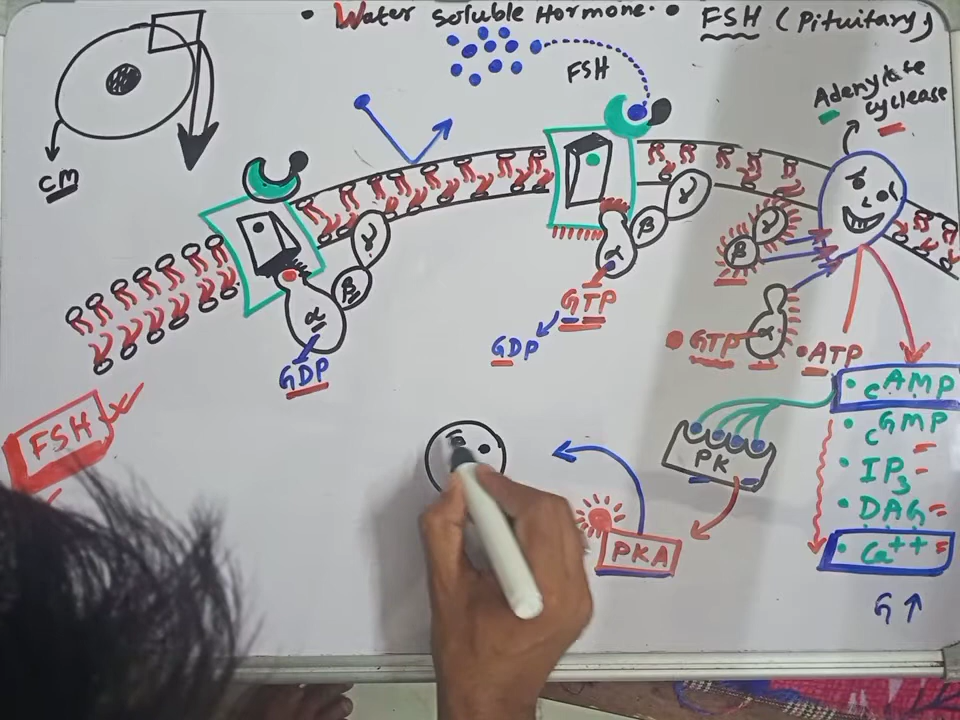 • Water Soluble Hormone. • FSH (Pituitary)
FSH
Adenylate
cyclease
CM
γ
β
α
GDP
γ
β
α
GTP
GDP
γ
β
α
• GTP
• ATP
• cAMP
• cGMP
• IP3
• DAG
• Ca++
G ↑
PK
PKA
FSH